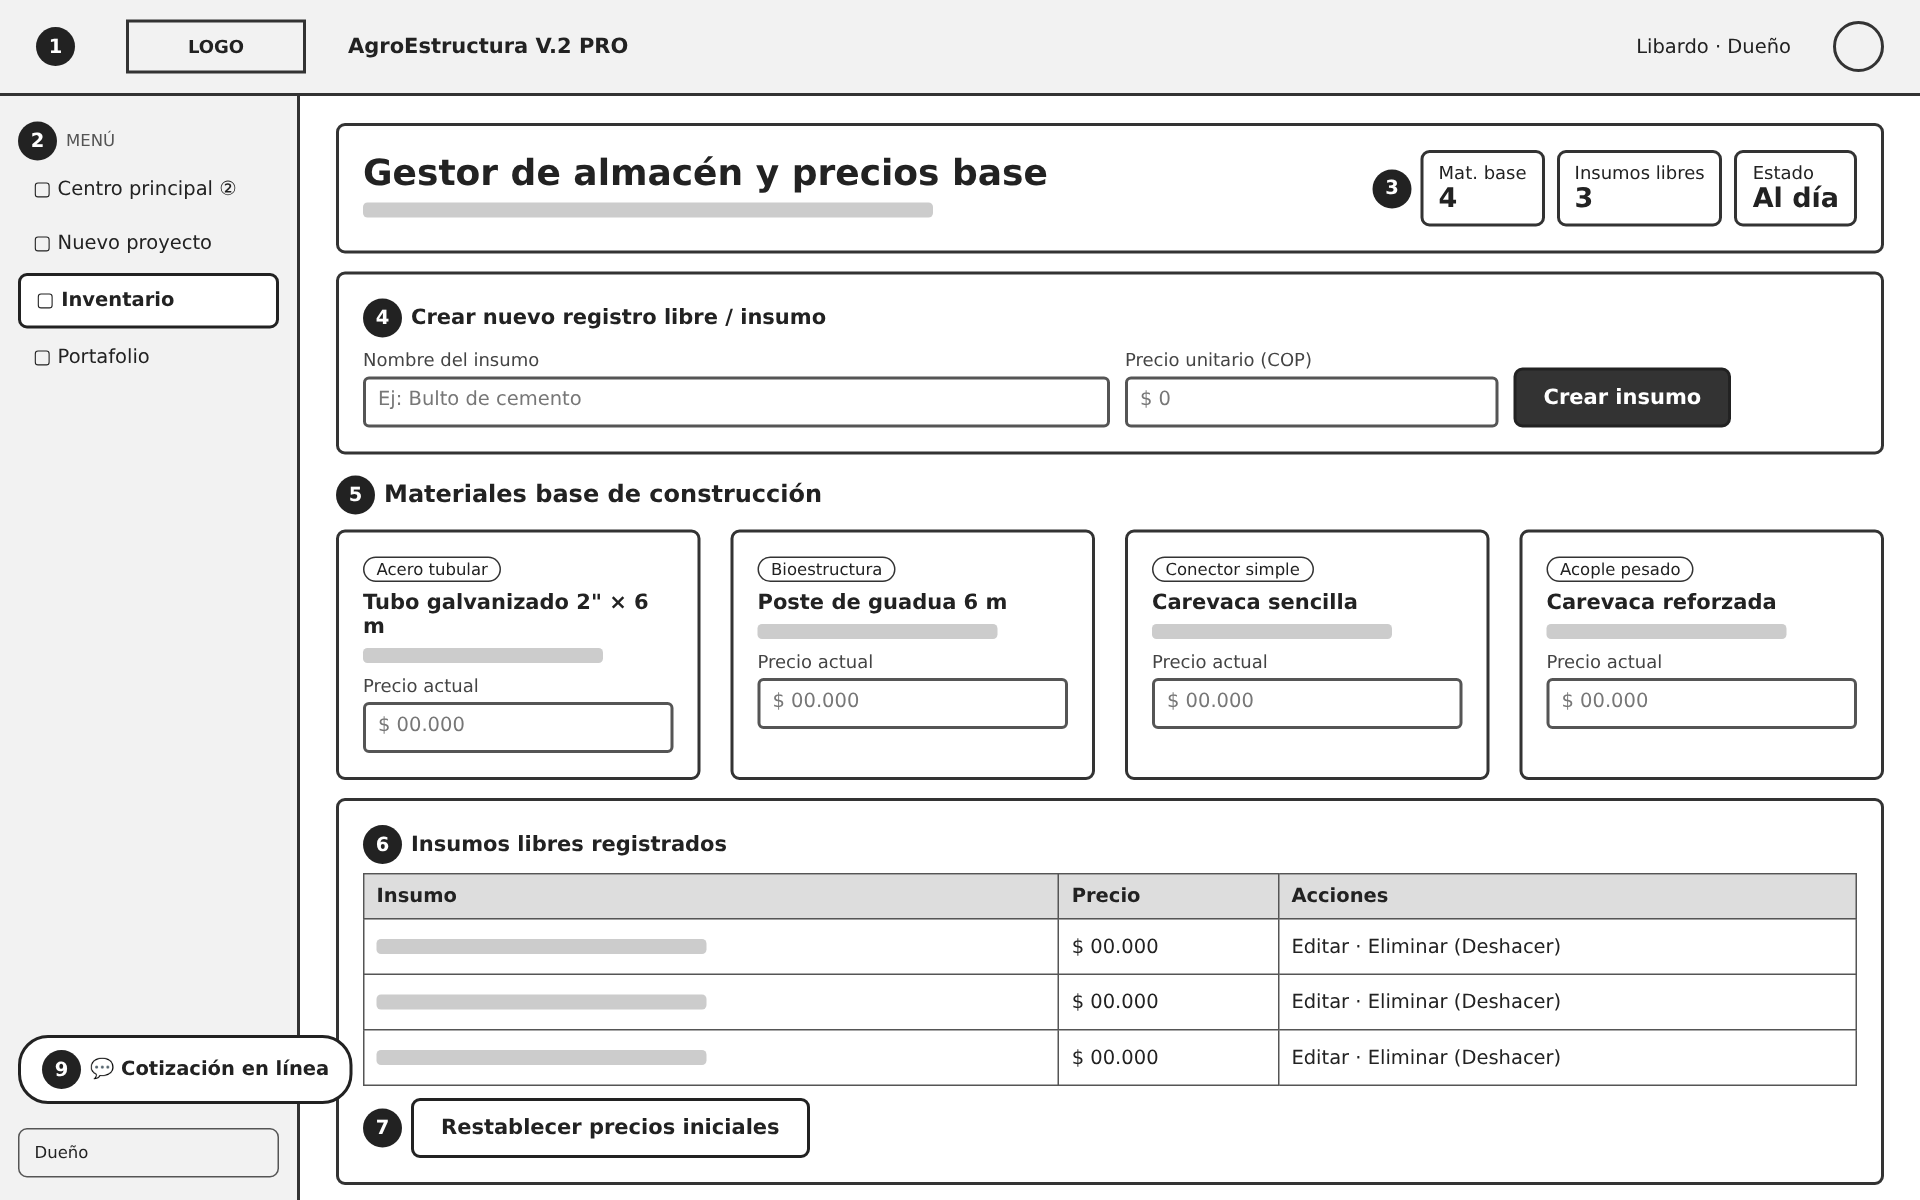 1 LOGO AgroEstructura V.2 PRO Libardo · Dueño
2 MENÚ
Centro principal ②
Nuevo proyecto
Inventario
Portafolio
9 💬 Cotización en línea
Dueño
Gestor de almacén y precios base
3
Mat. base
4
Insumos libres
3
Estado
Al día
4 Crear nuevo registro libre / insumo
Nombre del insumo
Ej: Bulto de cemento
Precio unitario (COP)
$ 0
Crear insumo
5 Materiales base de construcción
Acero tubular
Tubo galvanizado 2" × 6
m
Precio actual
$ 00.000
Bioestructura
Poste de guadua 6 m
Precio actual
$ 00.000
Conector simple
Carevaca sencilla
Precio actual
$ 00.000
Acople pesado
Carevaca reforzada
Precio actual
$ 00.000
6 Insumos libres registrados
Insumo Precio Acciones
$ 00.000 Editar · Eliminar (Deshacer)
$ 00.000 Editar · Eliminar (Deshacer)
$ 00.000 Editar · Eliminar (Deshacer)
7 Restablecer precios iniciales